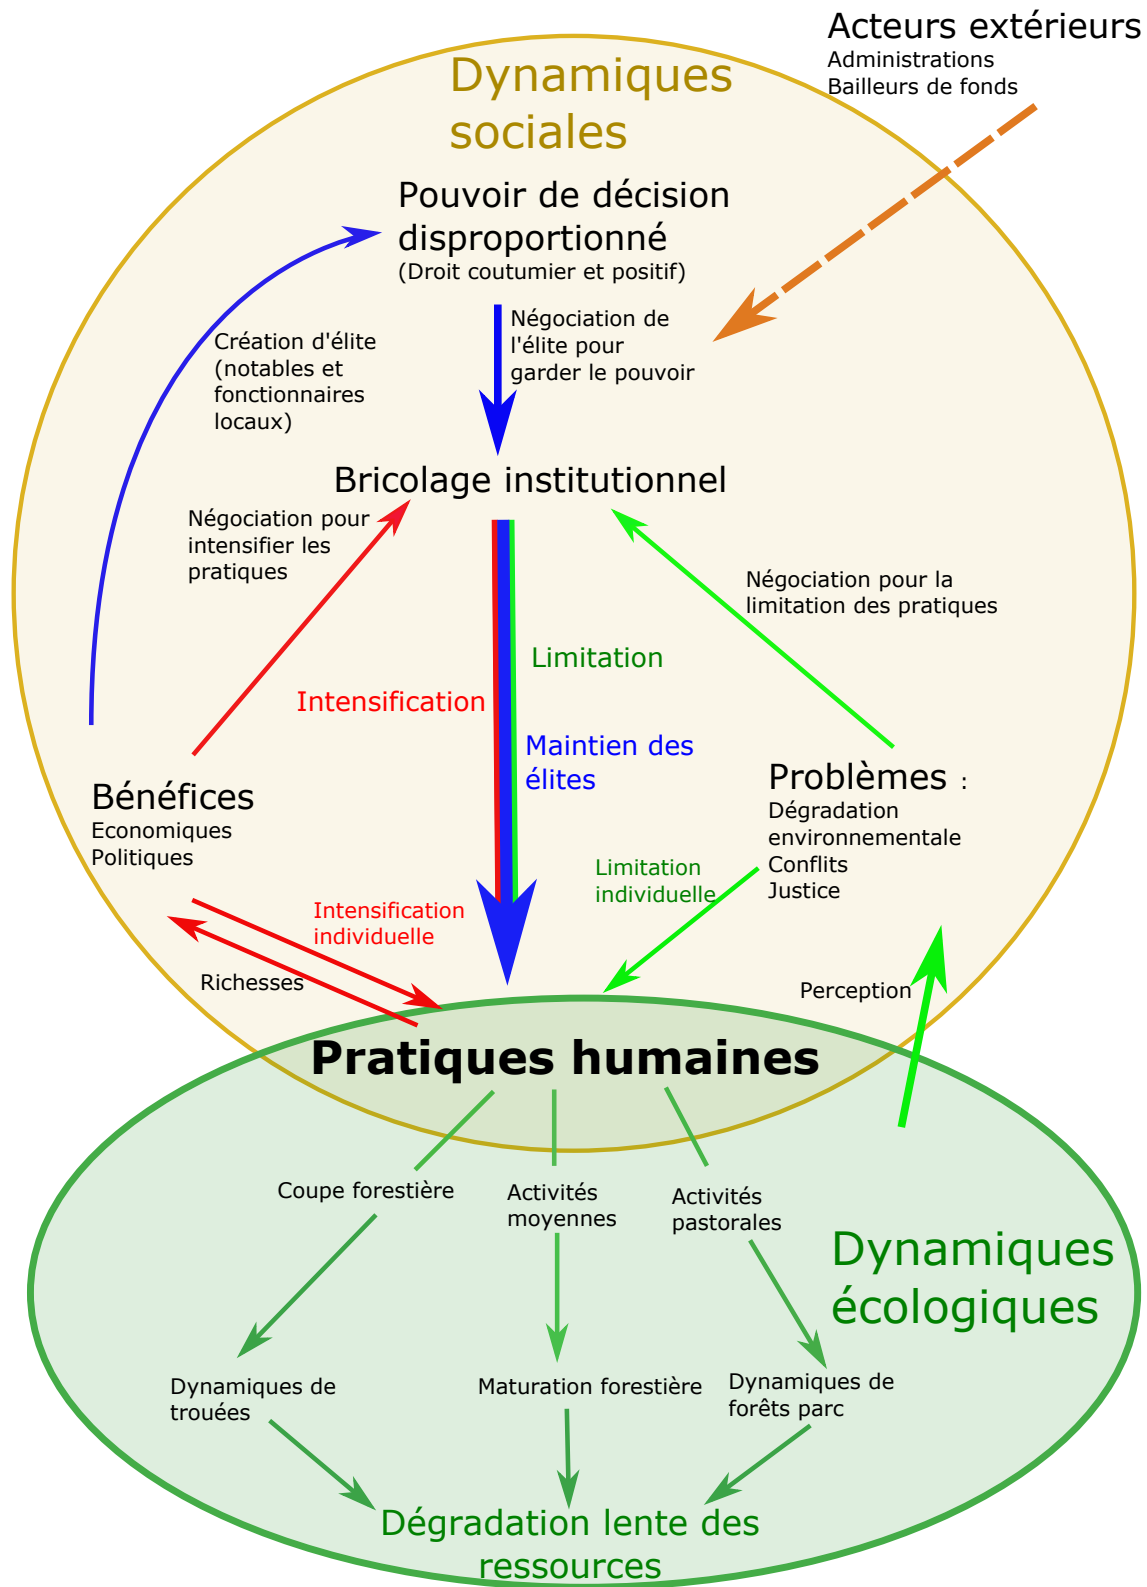 Acteurs extérieurs
Administrations
Bailleurs de fonds
Dynamiques
sociales
Pouvoir de décision
disproportionné
(Droit coutumier et positif)
Création d'élite
(notables et
fonctionnaires
locaux)
Négociation de
l'élite pour
garder le pouvoir
Bricolage institutionnel
Négociation pour
intensifier les
pratiques
Négociation pour la
limitation des pratiques
Limitation
Intensification
Maintien des
élites
Bénéfices
Economiques
Politiques
Problèmes :
Dégradation
environnementale
Conflits
Justice
Limitation
individuelle
Intensification
individuelle
Richesses
Perception
Pratiques humaines
Coupe forestière
Activités
moyennes
Activités
pastorales
Dynamiques
écologiques
Dynamiques de
trouées
Maturation forestière
Dynamiques de
forêts parc
Dégradation lente des
ressources